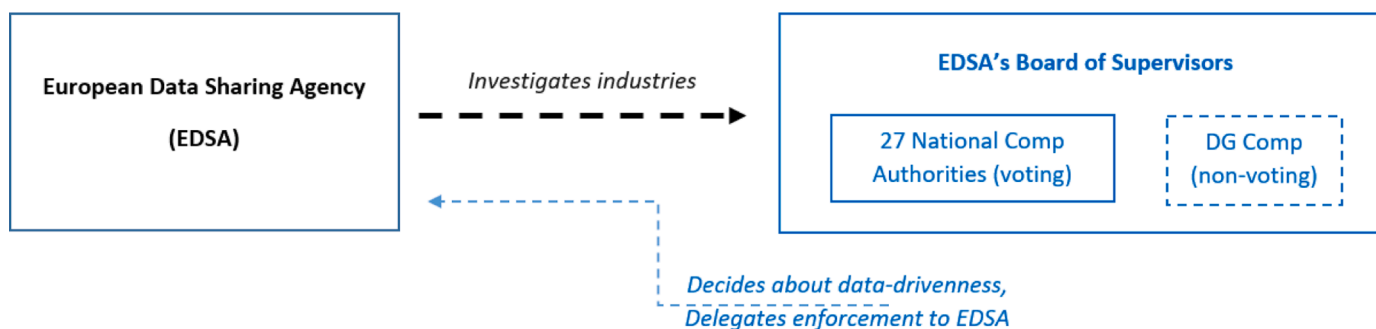 European Data Sharing Agency
(EDSA)
Investigates industries
EDSA’s Board of Supervisors
27 National Comp
Authorities (voting)
DG Comp
(non-voting)
Decides about data-drivenness,
Delegates enforcement to EDSA